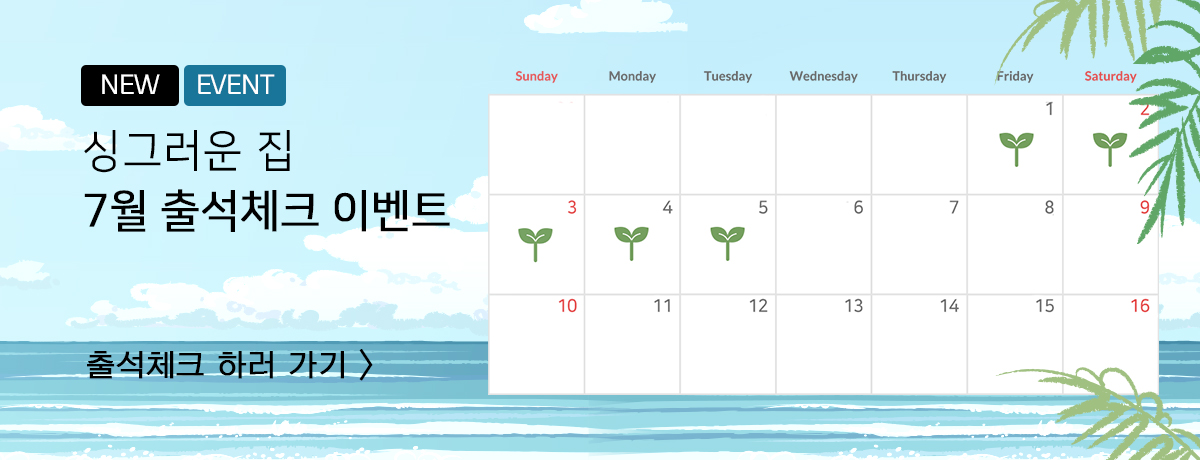 NEW EVENT
싱그러운 집
7월 출석체크 이벤트
출석체크 하러 가기 〉
Sunday Monday Tuesday Wednesday Thursday Friday Saturday
1 2
3 4 5 6 7 8 9
10 11 12 13 14 15 16